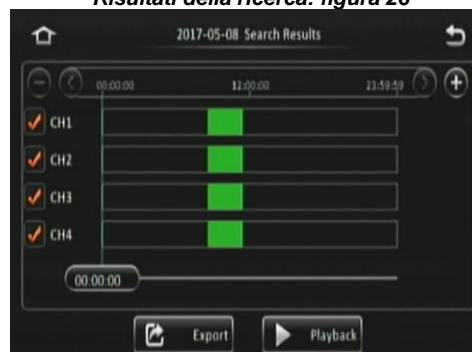 Risultati della ricerca: figura 20
2017-05-08 Search Results
00:00:00 12:00:00 23:59:59
CH1
CH2
CH3
CH4
00:00:00
Export Playback